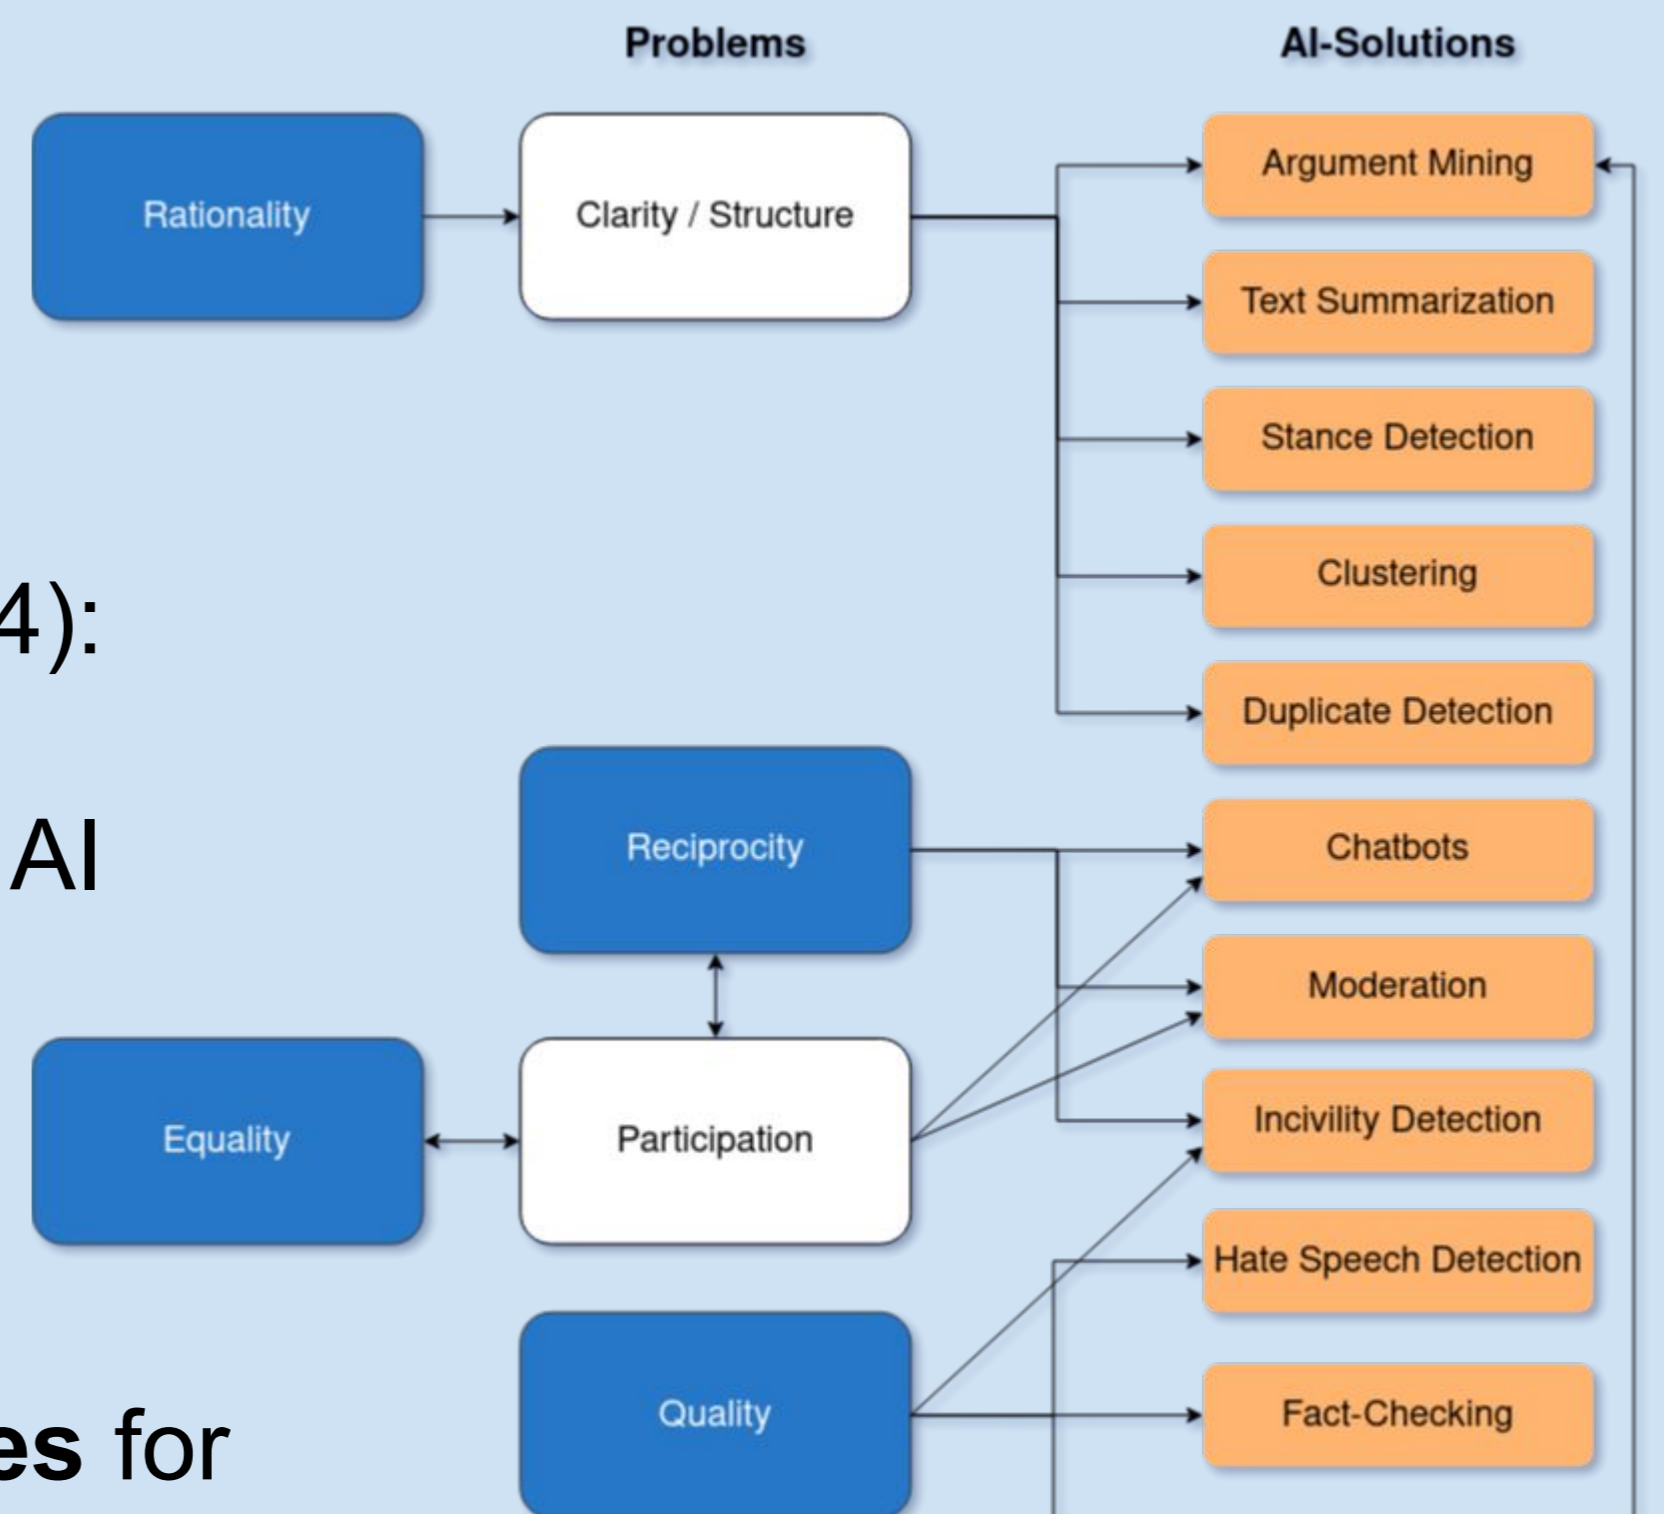 Problems
AI-Solutions
Rationality
Clarity / Structure
Argument Mining
Text Summarization
Stance Detection
Clustering
4):
Duplicate Detection
AI
Reciprocity
Chatbots
Moderation
Equality
Participation
Incivility Detection
Hate Speech Detection
Quality
Fact-Checking
es for